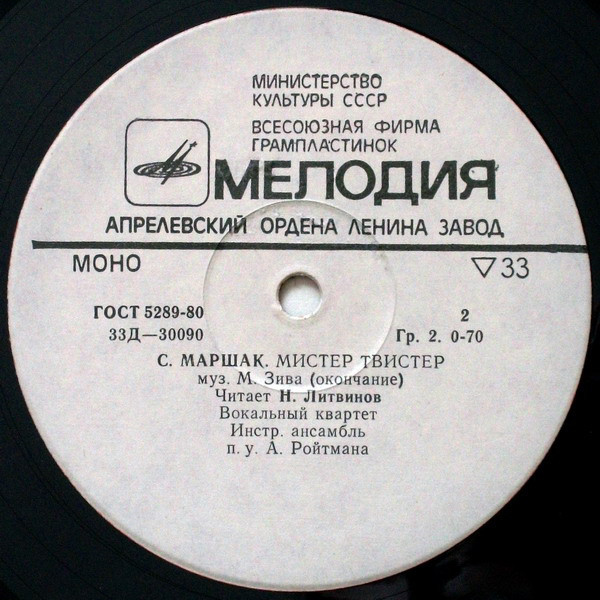 МИНИСТЕРСТВО
КУЛЬТУРЫ СССР
ВСЕСОЮЗНАЯ ФИРМА
ГРАМПЛАСТИНОК
МЕЛОДИЯ
АПРЕЛЕВСКИЙ ОРДЕНА ЛЕНИНА ЗАВОД
МОНО ▽33
ГОСТ 5289-80 2
33Д—30090 Гр. 2. 0-70
С. МАРШАК. МИСТЕР ТВИСТЕР
муз. М. Зива (окончание)
Читает Н. Литвинов
Вокальный квартет
Инстр. ансамбль
п. у. А. Ройтмана